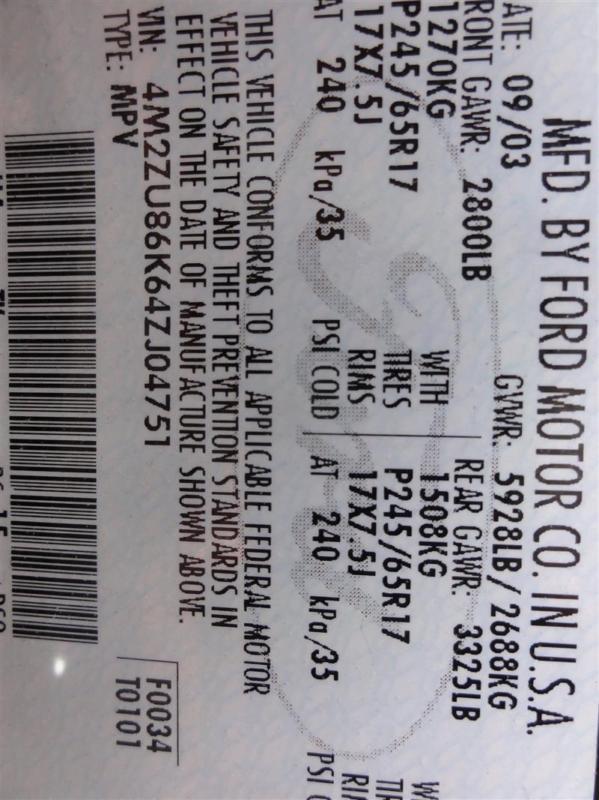 MFD. BY FORD MOTOR CO. IN U.S.A.
ATE: 09/03 GVWR: 5928LB / 2688KG
RONT GAWR: 2800LB REAR GAWR: 3325LB
1270KG WITH 1508KG
P245/65R17 TIRES P245/65R17
17X7.5J RIMS 17X7.5J
AT 240 kPa/35 PSI COLD AT 240 kPa/35 PSI
THIS VEHICLE CONFORMS TO ALL APPLICABLE FEDERAL MOTOR
VEHICLE SAFETY AND THEFT PREVENTION STANDARDS IN
EFFECT ON THE DATE OF MANUFACTURE SHOWN ABOVE.
VIN: 4M2ZU86K64ZJ04751 F0034
TYPE: MPV T0101